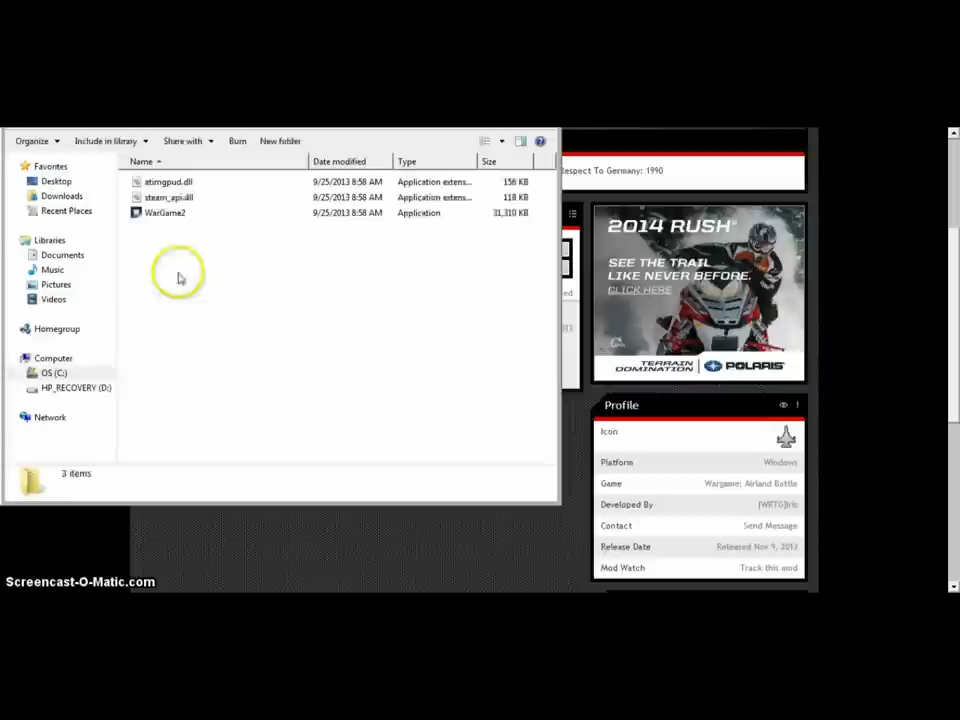 Organize Include in library Share with Burn New folder
Name Date modified Type Size
atimgpud.dll 9/25/2013 8:58 AM Application extens... 156 KB
steam_api.dll 9/25/2013 8:58 AM Application extens... 118 KB
WarGame2 9/25/2013 8:58 AM Application 31,310 KB
Favorites
Desktop
Downloads
Recent Places
Libraries
Documents
Music
Pictures
Videos
Homegroup
Computer
OS (C:)
HP_RECOVERY (D:)
Network
3 items
Respect To Germany: 1990
2014 RUSH
SEE THE TRAIL
LIKE NEVER BEFORE.
CLICK HERE
TERRAIN
DOMINATION
POLARIS
Profile
Icon
Platform Windows
Game Wargame: Airland Battle
Developed By
Contact Send Message
Release Date Released Nov 9, 2013
Mod Watch Track this mod
Screencast-O-Matic.com